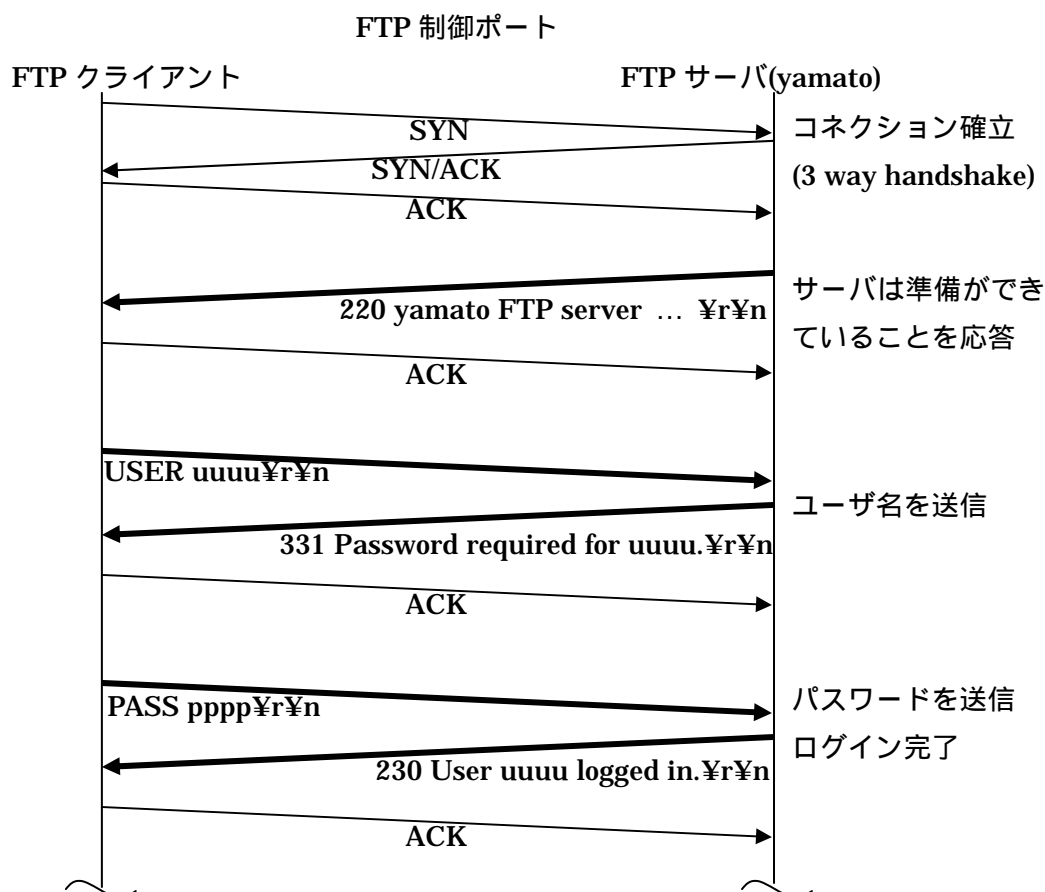 FTP 制御ポート
FTP クライアント
FTP サーバ(yamato)
SYN
コネクション確立
SYN/ACK
(3 way handshake)
ACK
220 yamato FTP server … ¥r¥n
サーバは準備ができ
ていることを応答
ACK
USER uuuu¥r¥n
ユーザ名を送信
331 Password required for uuuu.¥r¥n
ACK
PASS pppp¥r¥n
パスワードを送信
ログイン完了
230 User uuuu logged in.¥r¥n
ACK